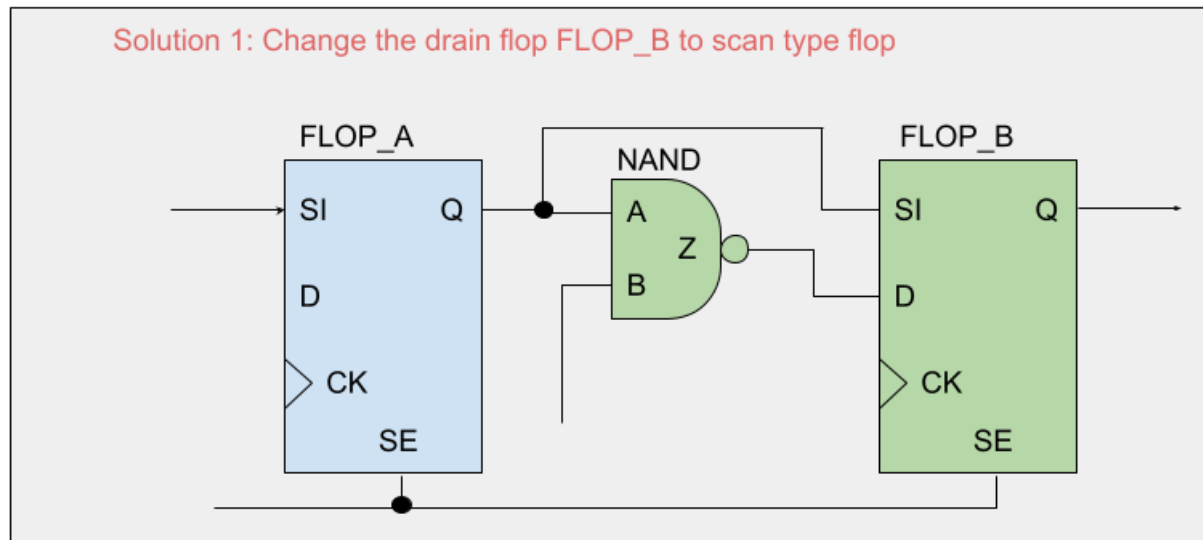 Solution 1: Change the drain flop FLOP_B to scan type flop
FLOP_A
NAND
FLOP_B
SI
Q
D
CK
SE
A
B
Z
SI
Q
D
CK
SE